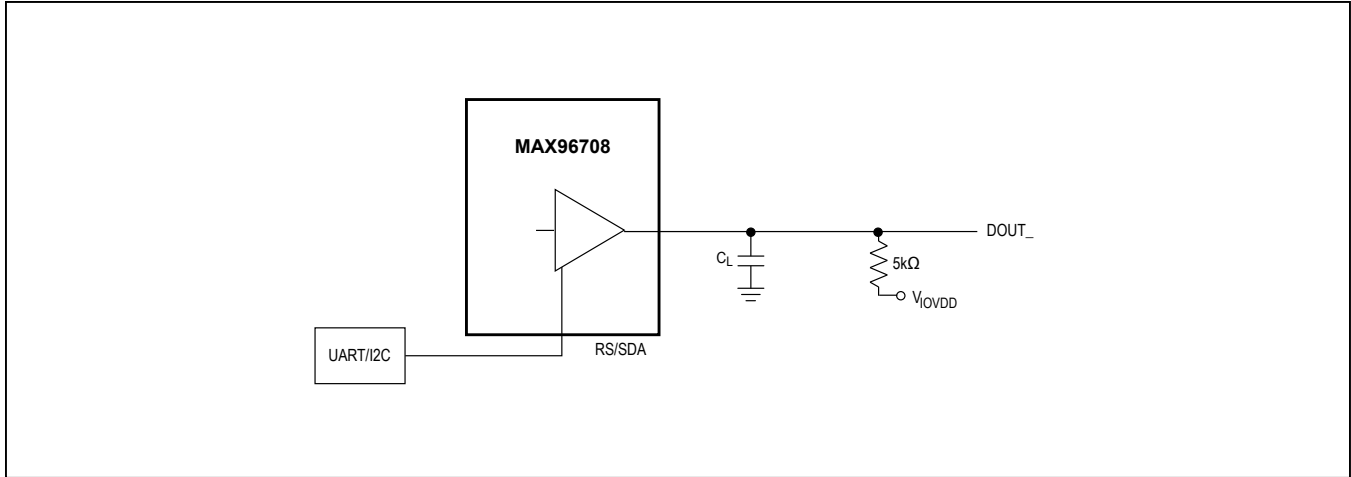 MAX96708
DOUT_
CL
5kΩ
VIOVDD
RS/SDA
UART/I2C